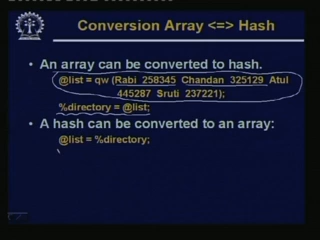 Conversion Array <=> Hash
• An array can be converted to hash.
@list = qw (Rabi 258345 Chandan 325129 Atul
445287 Sruti 237221);
%directory = @list;
• A hash can be converted to an array:
@list = %directory;